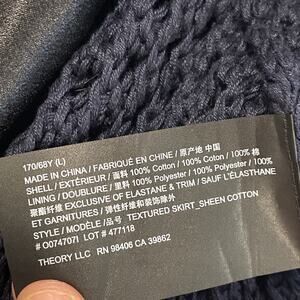 170/68Y (L)
MADE IN CHINA / FABRIQUÉ EN CHINE / 原产地 中国
SHELL / EXTÉRIEUR / 面料 100% Cotton / 100% Coton / 100% 棉
LINING / DOUBLURE / 里料 100% Polyester / 100% Polyester / 100%
聚酯纤维 EXCLUSIVE OF ELASTANE & TRIM / SAUF L'ÉLASTHANE
ET GARNITURES / 弹性纤维和装饰除外
STYLE / MODÈLE / 品号 TEXTURED SKIRT_SHEEN COTTON
# O0747071 LOT # 477118
THEORY LLC RN 98406 CA 39862